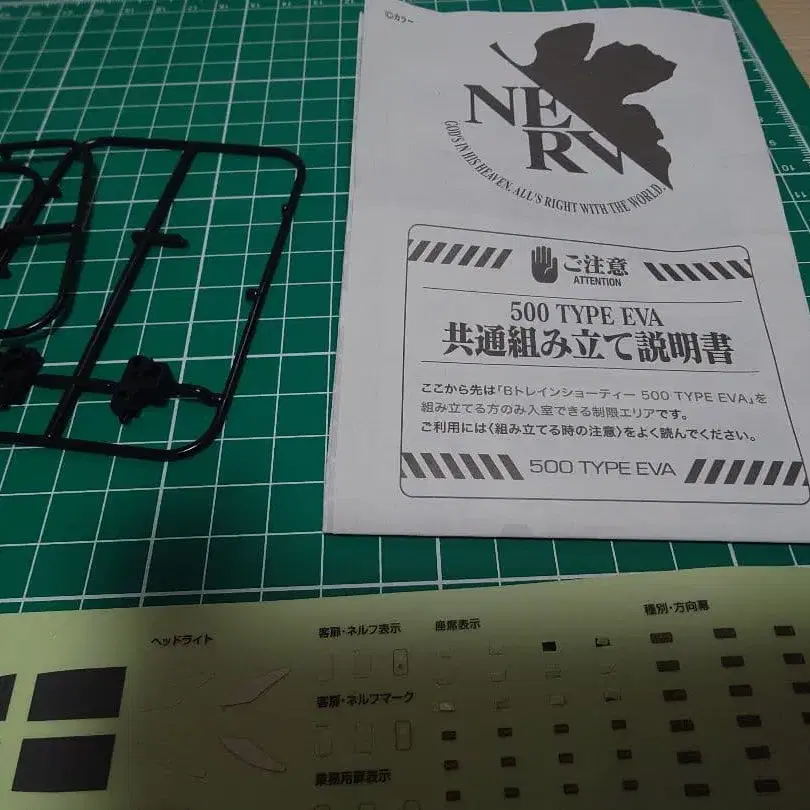 ©カラー
NE
RV
GOD'S IN HIS HEAVEN. ALL'S RIGHT WITH THE WORLD.
ご注意
ATTENTION
500 TYPE EVA
共通組み立て説明書
ここから先は「Bトレインショーティー 500 TYPE EVA」を
組み立てる方のみ入室できる制限エリアです。
ご利用には〈組み立てる時の注意〉をよく読んでください。
500 TYPE EVA
ヘッドライト
客扉・ネルフ表示
座席表示
種別・方向幕
客扉・ネルフマーク
乗務用扉表示